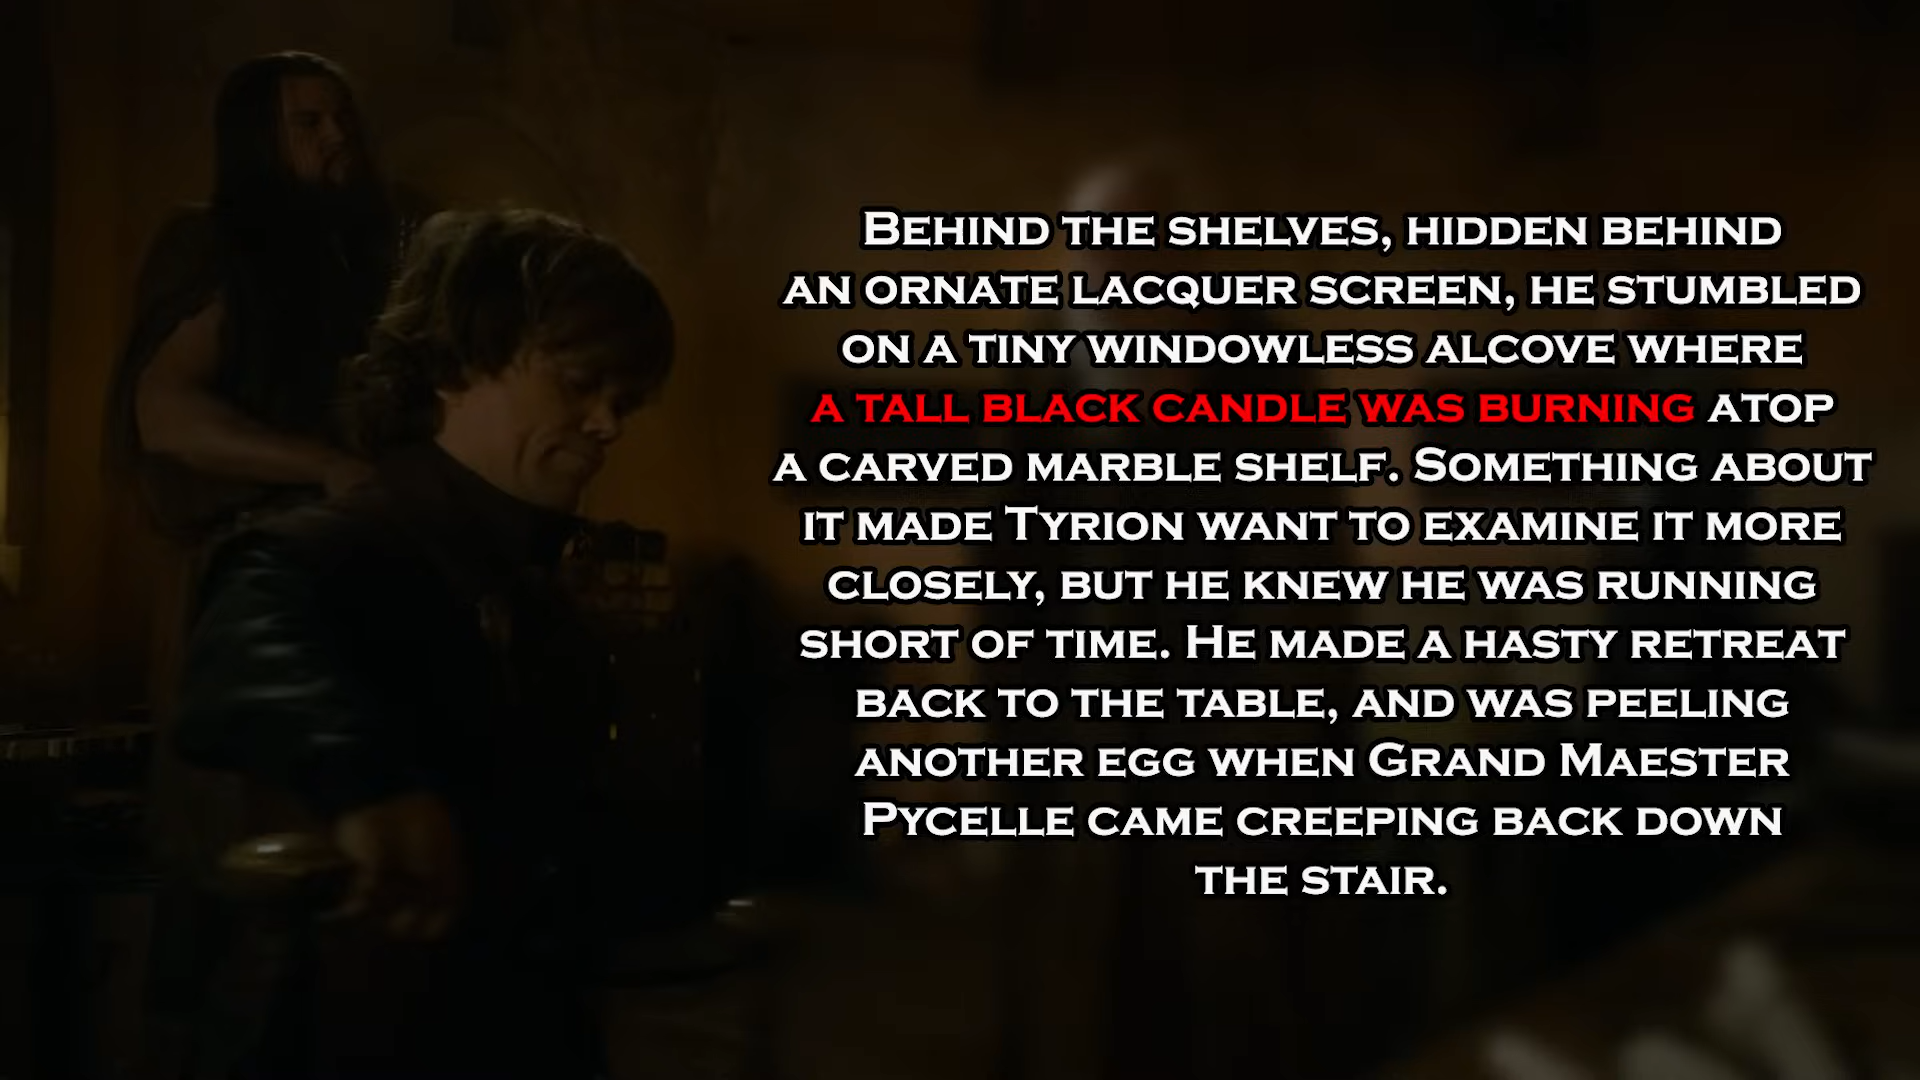 Behind the shelves, hidden behind
an ornate lacquer screen, he stumbled
on a tiny windowless alcove where
a tall black candle was burning atop
a carved marble shelf. Something about
it made Tyrion want to examine it more
closely, but he knew he was running
short of time. He made a hasty retreat
back to the table, and was peeling
another egg when Grand Maester
Pycelle came creeping back down
the stair.